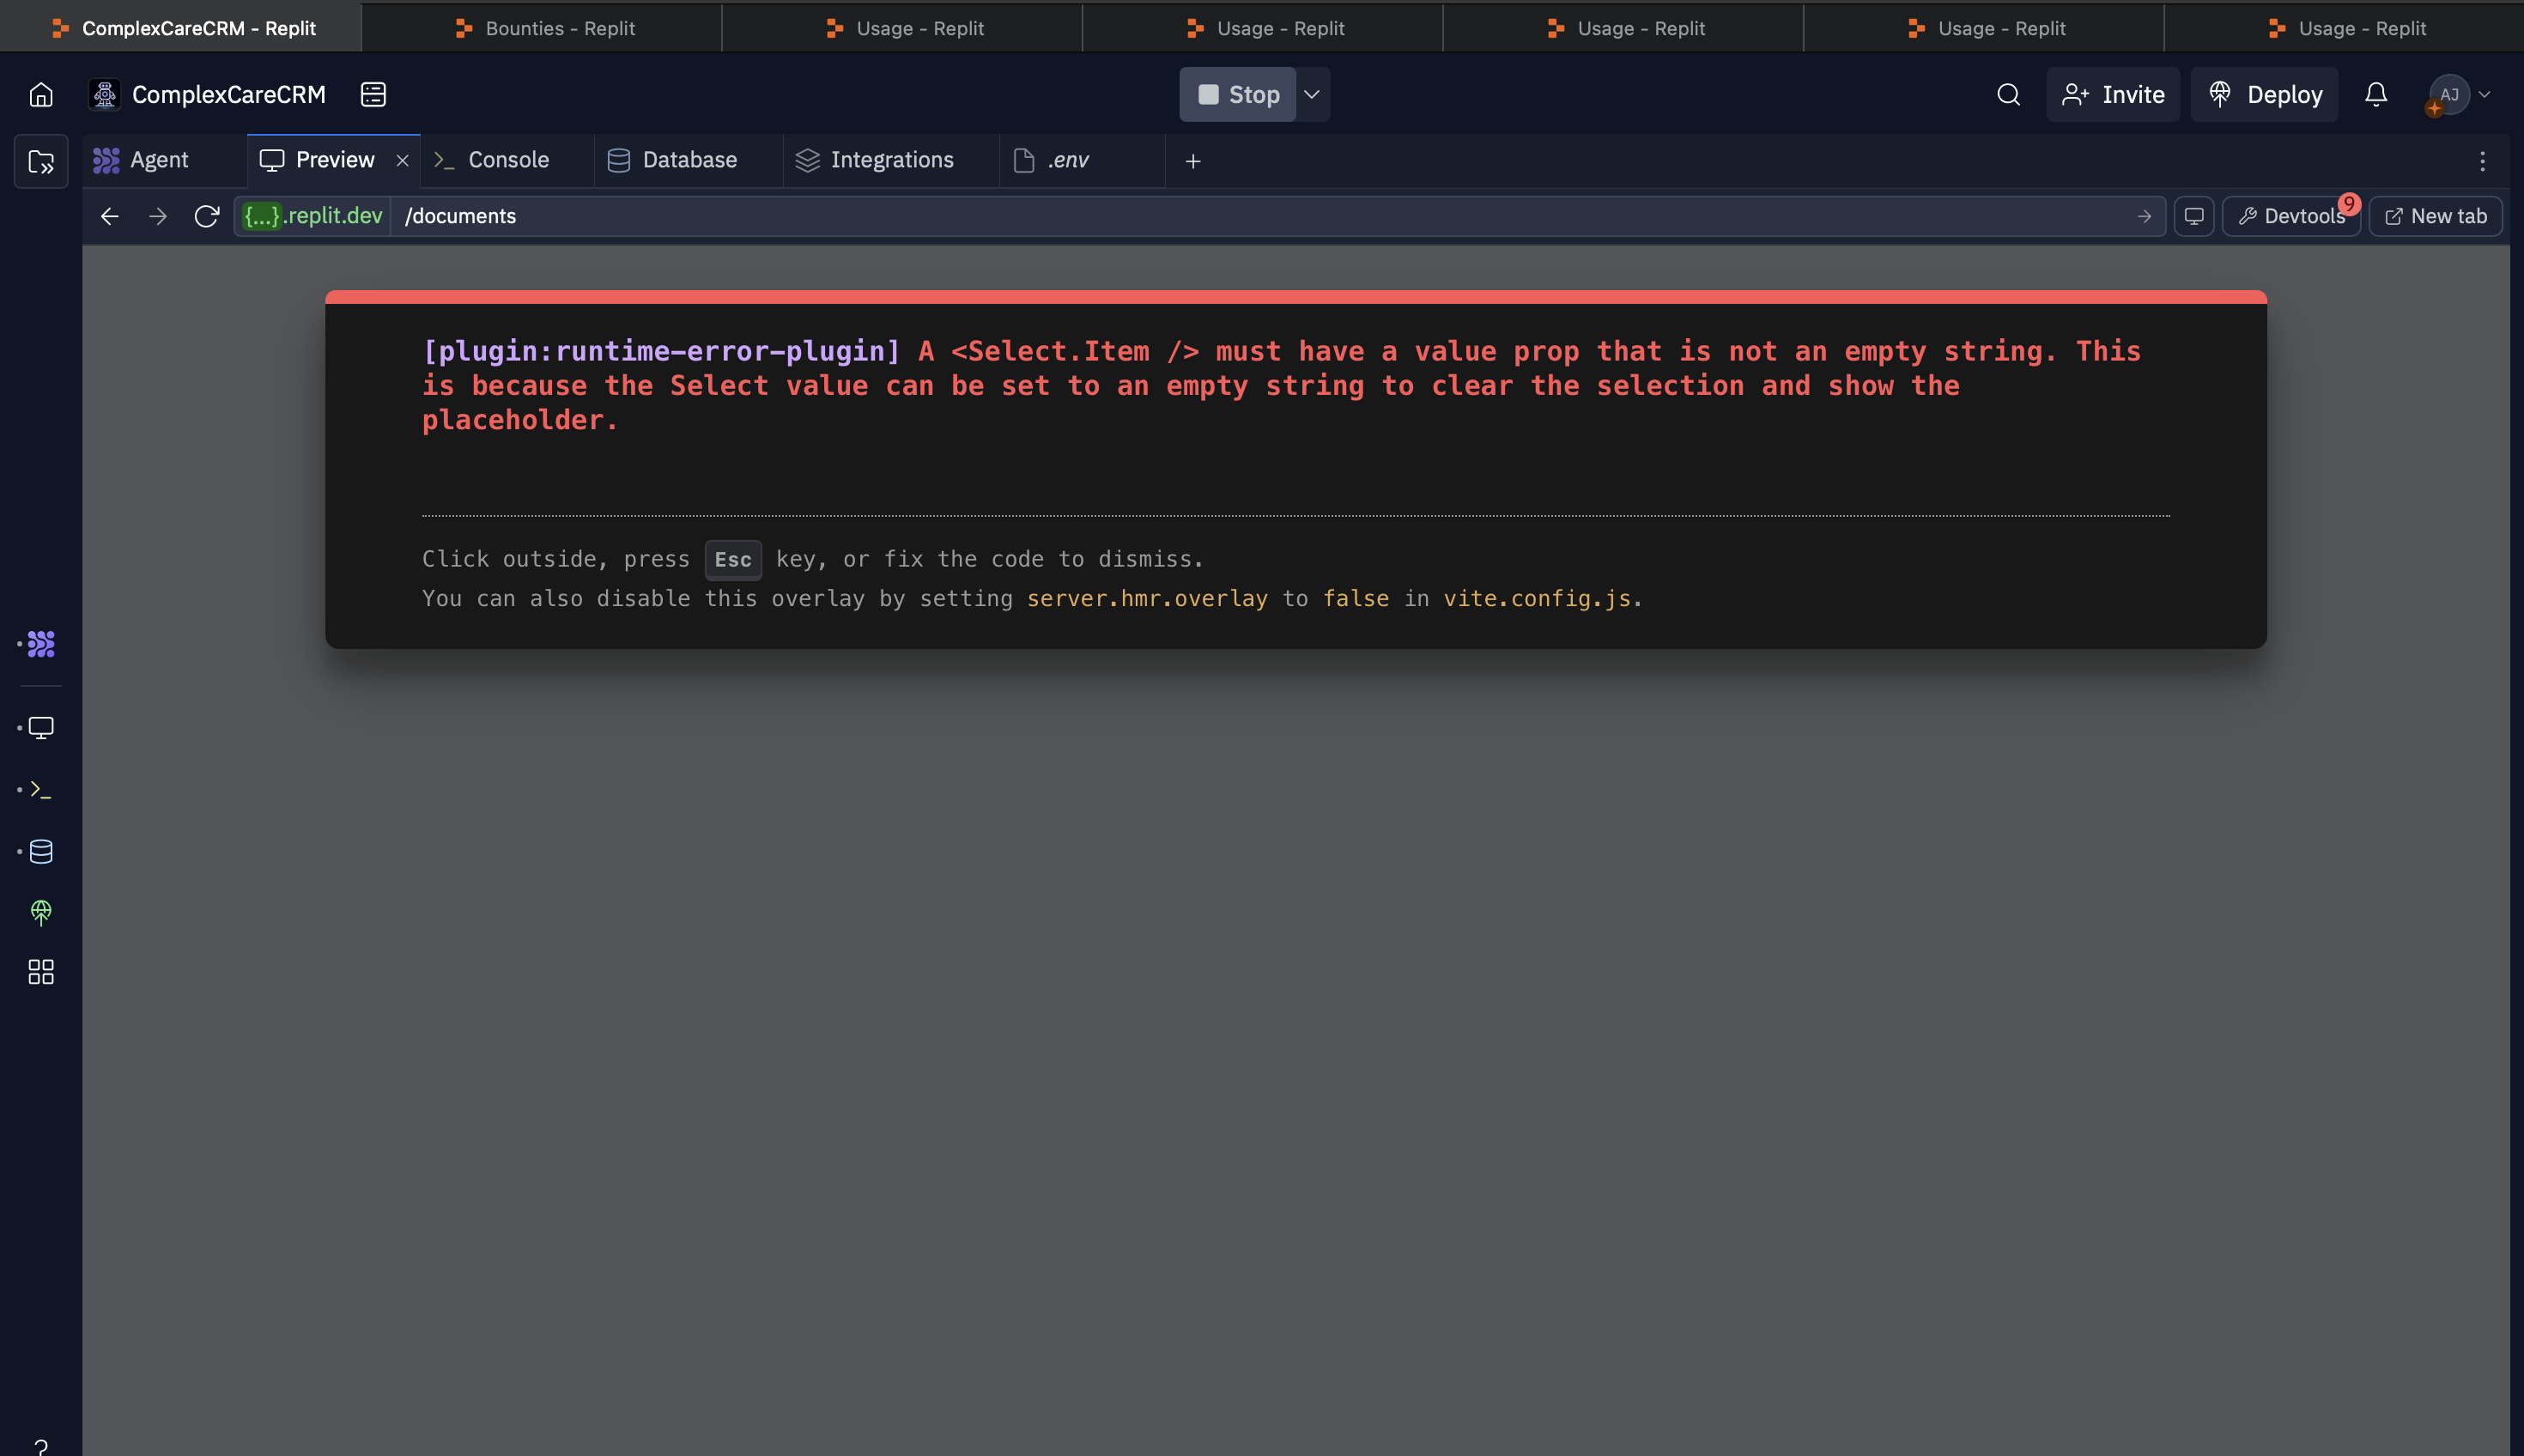 ComplexCareCRM - Replit
Bounties - Replit
Usage - Replit
Usage - Replit
Usage - Replit
Usage - Replit
Usage - Replit
ComplexCareCRM
Stop
Invite
Deploy
AJ
Agent
Preview
Console
Database
Integrations
.env
{...}.replit.dev
/documents
Devtools
9
New tab
[plugin:runtime-error-plugin] A <Select.Item /> must have a value prop that is not an empty string. This
is because the Select value can be set to an empty string to clear the selection and show the
placeholder.
Click outside, press Esc key, or fix the code to dismiss.
You can also disable this overlay by setting server.hmr.overlay to false in vite.config.js.
?